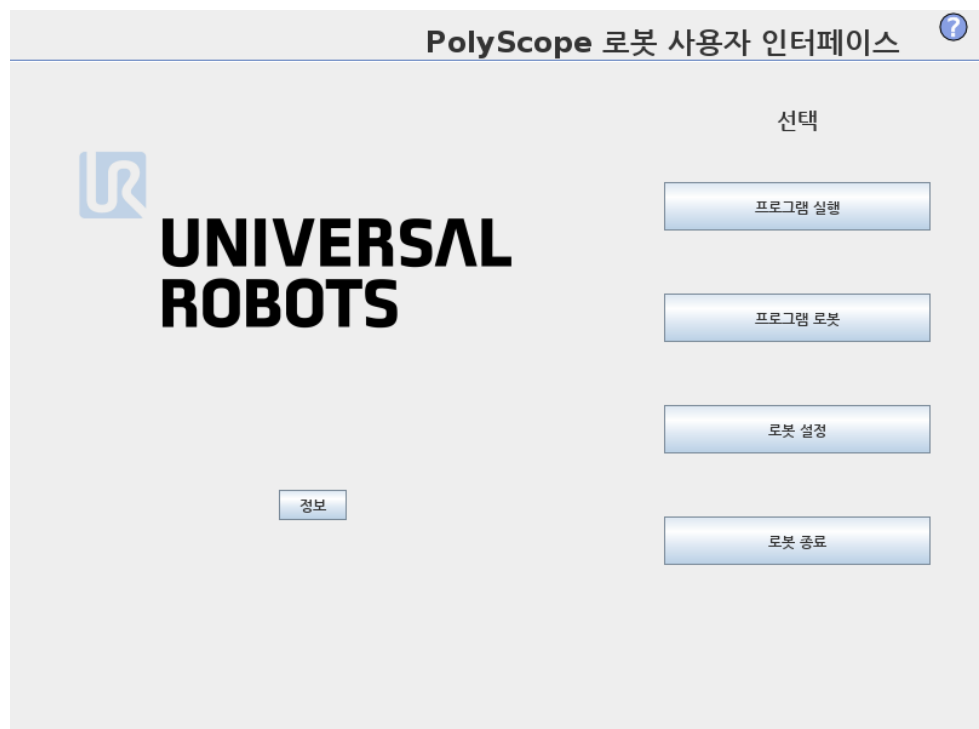 PolyScope 로봇 사용자 인터페이스
?
선택
UR
UNIVERSAL
ROBOTS
프로그램 실행
프로그램 로봇
로봇 설정
정보
로봇 종료